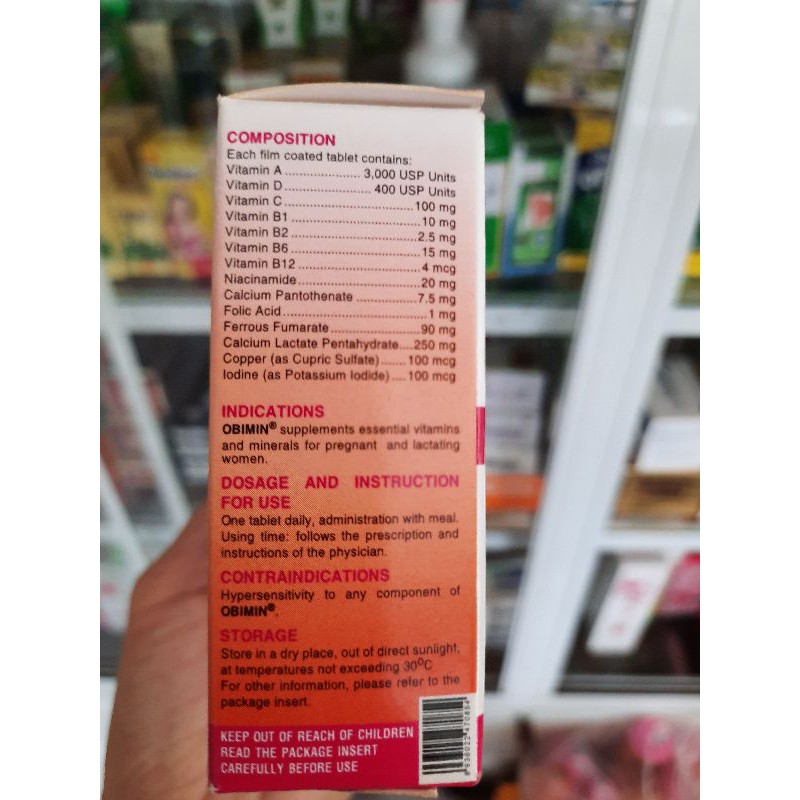 COMPOSITION
Each film coated tablet contains:
Vitamin A .................... 3,000 USP Units
Vitamin D ........................ 400 USP Units
Vitamin C ................................... 100 mg
Vitamin B1 ................................... 10 mg
Vitamin B2 ................................... 2.5 mg
Vitamin B6 ................................... 15 mg
Vitamin B12 ................................... 4 mcg
Niacinamide ................................... 20 mg
Calcium Pantothenate ................. 7.5 mg
Folic Acid ........................................ 1 mg
Ferrous Fumarate ........................... 90 mg
Calcium Lactate Pentahydrate.... 250 mg
Copper (as Cupric Sulfate) ....... 100 mcg
Iodine (as Potassium Iodide) .... 100 mcg
INDICATIONS
OBIMIN® supplements essential vitamins
and minerals for pregnant and lactating
women.
DOSAGE AND INSTRUCTION
FOR USE
One tablet daily, administration with meal.
Using time: follows the prescription and
instructions of the physician.
CONTRAINDICATIONS
Hypersensitivity to any component of
OBIMIN®.
STORAGE
Store in a dry place, out of direct sunlight,
at temperatures not exceeding 30⁰C
For other information, please refer to the
package insert.
KEEP OUT OF REACH OF CHILDREN
READ THE PACKAGE INSERT
CAREFULLY BEFORE USE